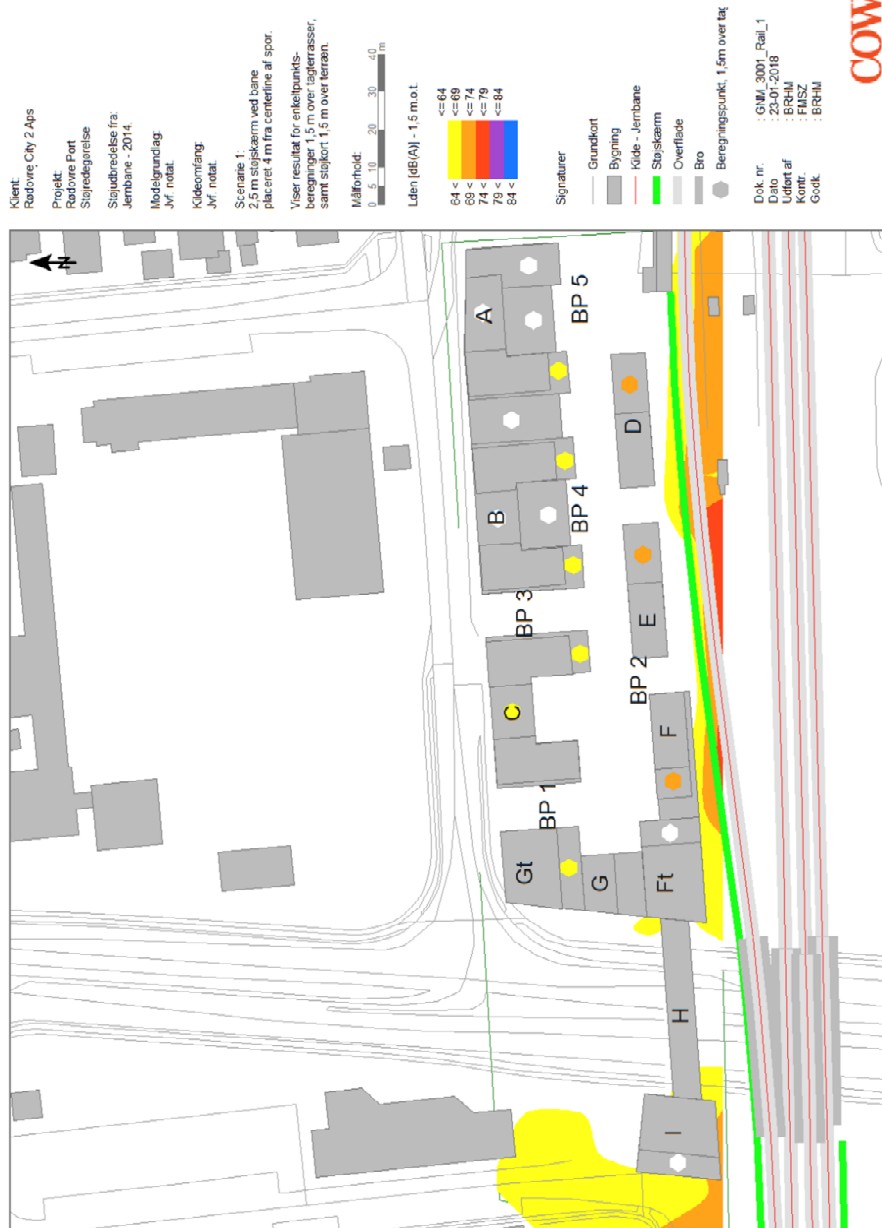 Klient:
Rødovre City 2 Aps
Projekt:
Rødovre Port
Støjredegørelse
Støjudbredelse fra:
Jernbane - 2014.
Modelgrundlag:
Jvf. notat.
Kildeomfang:
Jvf. notat.
Scenarie 1:
2,5 m støjskærm ved bane
placeret 4 m fra centerline af spor.
Viser resultat for enkeltpunkts-
beregninger 1,5 m over tagterrasser,
samt støjkort 1,5 m over terræn.
Målforhold:
0 5 10 20 30 40
m
Lden [dB(A)] - 1,5 m.o.t.
<=64
64 < <=69
69 < <=74
74 < <=79
79 < <=84
84 <
Signaturer
Grundkort
Bygning
Kilde - Jernbane
Støjskærm
Overflade
Bro
Beregningspunkt, 1,5m over tag
Dok. nr. : GNM_3001_Rail_1
Dato : 23-01-2018
Udført af : BRHM
Kontr. : FMSZ
Godk. : BRHM
COW
N
A
BP 5
B
BP 4
D
BP 3
E
C
BP 2
F
BP 1
Gt
G
Ft
H
I